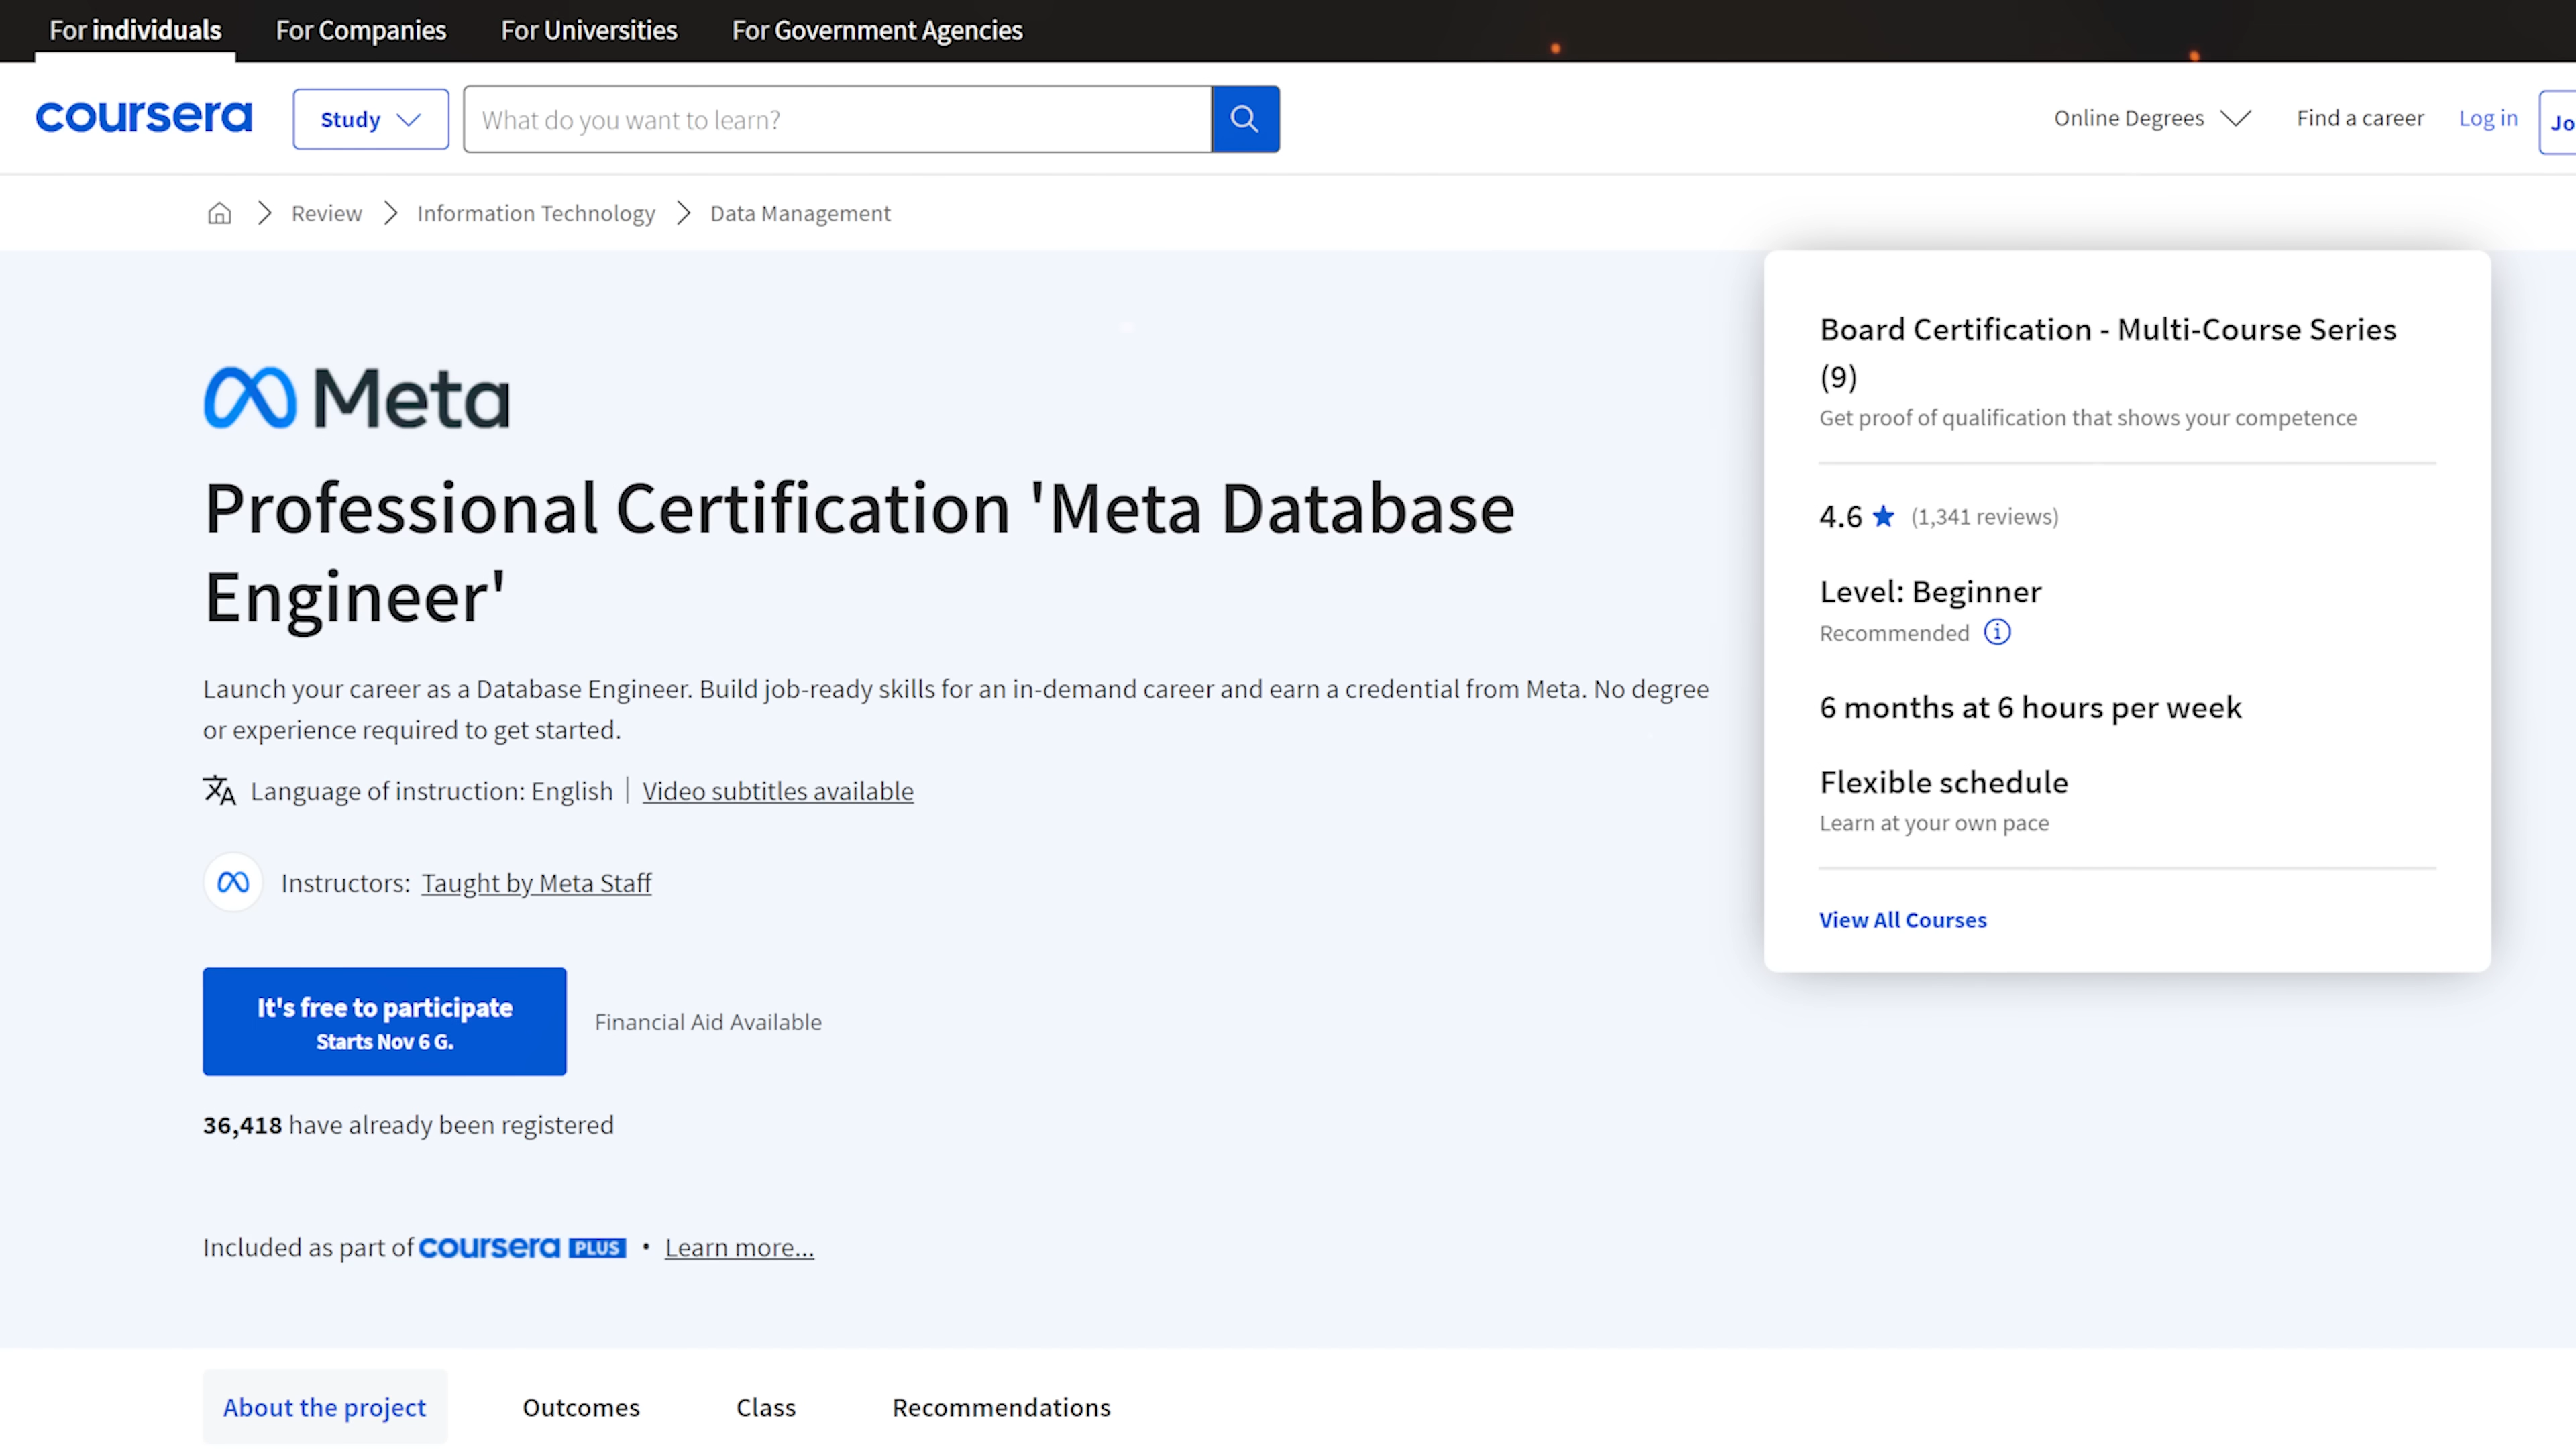 For individuals For Companies For Universities For Government Agencies
coursera Study What do you want to learn? Online Degrees Find a career Log in Jo
Review Information Technology Data Management
Meta
Professional Certification 'Meta Database
Engineer'
Launch your career as a Database Engineer. Build job-ready skills for an in-demand career and earn a credential from Meta. No degree
or experience required to get started.
Language of instruction: English | Video subtitles available
Instructors: Taught by Meta Staff
It's free to participate
Starts Nov 6 G.
Financial Aid Available
36,418 have already been registered
Included as part of coursera PLUS • Learn more...
Board Certification - Multi-Course Series
(9)
Get proof of qualification that shows your competence
4.6 ★ (1,341 reviews)
Level: Beginner
Recommended
6 months at 6 hours per week
Flexible schedule
Learn at your own pace
View All Courses
About the project Outcomes Class Recommendations